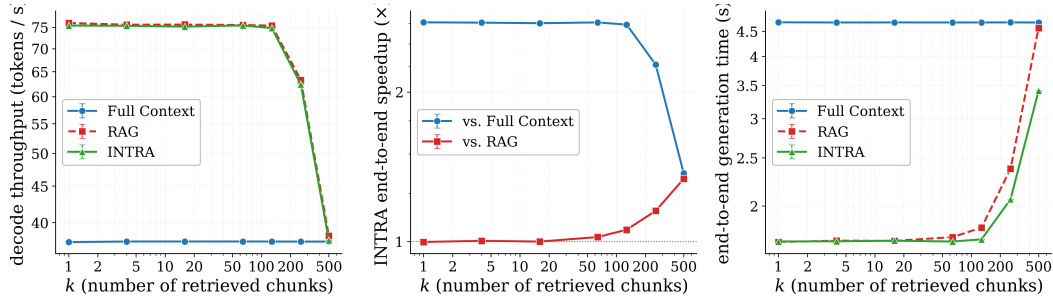 decode throughput (tokens / s)
75
70
65
60
55
50
45
40
Full Context
RAG
INTRA
1 2 5 10 20 50 100 200 500
k (number of retrieved chunks)
INTRA end-to-end speedup (×)
2
1
vs. Full Context
vs. RAG
1 2 5 10 20 50 100 200 500
k (number of retrieved chunks)
end-to-end generation time (s)
4.5
4
3.5
3
2.5
2
Full Context
RAG
INTRA
1 2 5 10 20 50 100 200 500
k (number of retrieved chunks)